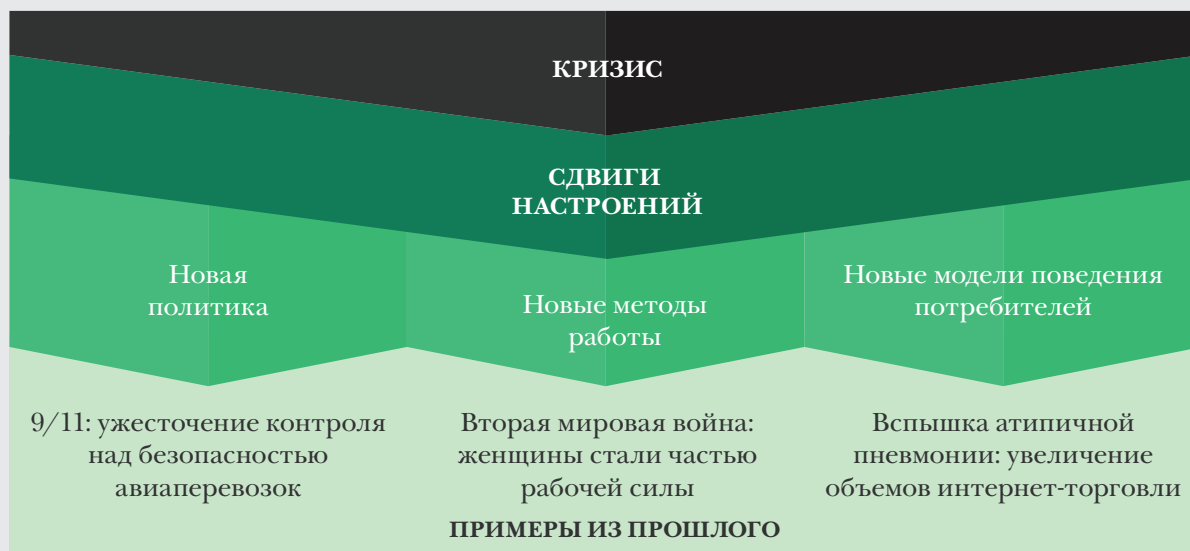 КРИЗИС
СДВИГИ
НАСТРОЕНИЙ
Новая
политика
Новые методы
работы
Новые модели поведения
потребителей
9/11: ужесточение контроля
над безопасностью
авиаперевозок
Вторая мировая война:
женщины стали частью
рабочей силы
Вспышка атипичной
пневмонии: увеличение
объемов интернет-торговли
ПРИМЕРЫ ИЗ ПРОШЛОГО